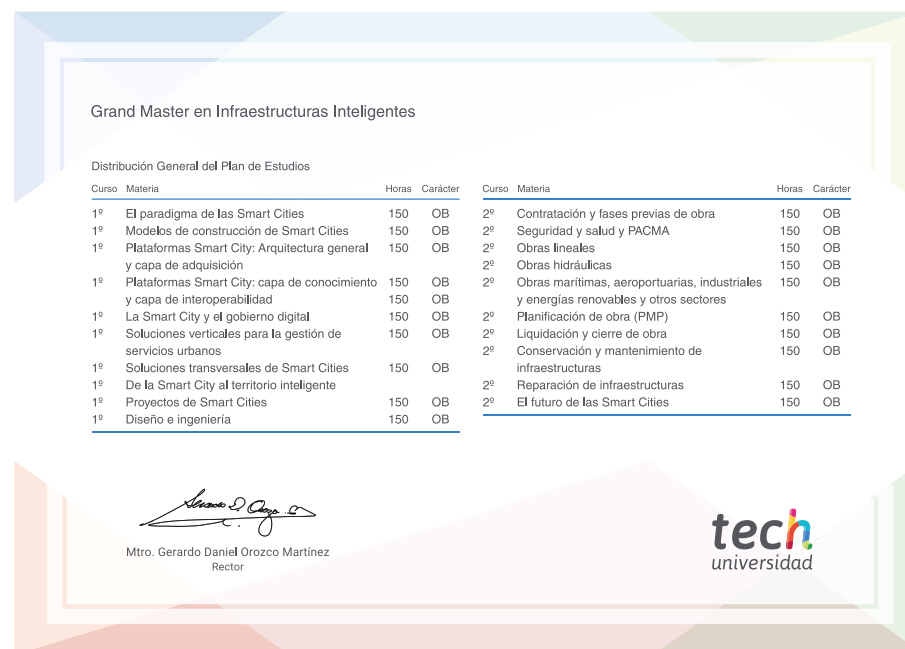 Grand Master en Infraestructuras Inteligentes
Distribución General del Plan de Estudios
Curso Materia Horas Carácter
1º El paradigma de las Smart Cities 150 OB
1º Modelos de construcción de Smart Cities 150 OB
1º Plataformas Smart City: Arquitectura general 150 OB
y capa de adquisición
1º Plataformas Smart City: capa de conocimiento 150 OB
y capa de interoperabilidad 150 OB
1º La Smart City y el gobierno digital 150 OB
1º Soluciones verticales para la gestión de 150 OB
servicios urbanos
1º Soluciones transversales de Smart Cities 150 OB
1º De la Smart City al territorio inteligente
1º Proyectos de Smart Cities 150 OB
1º Diseño e ingeniería 150 OB
Curso Materia Horas Carácter
2º Contratación y fases previas de obra 150 OB
2º Seguridad y salud y PACMA 150 OB
2º Obras lineales 150 OB
2º Obras hidráulicas 150 OB
2º Obras marítimas, aeroportuarias, industriales 150 OB
y energías renovables y otros sectores
2º Planificación de obra (PMP) 150 OB
2º Liquidación y cierre de obra 150 OB
2º Conservación y mantenimiento de 150 OB
infraestructuras
2º Reparación de infraestructuras 150 OB
2º El futuro de las Smart Cities 150 OB
Mtro. Gerardo Daniel Orozco Martínez
Rector
tech
universidad